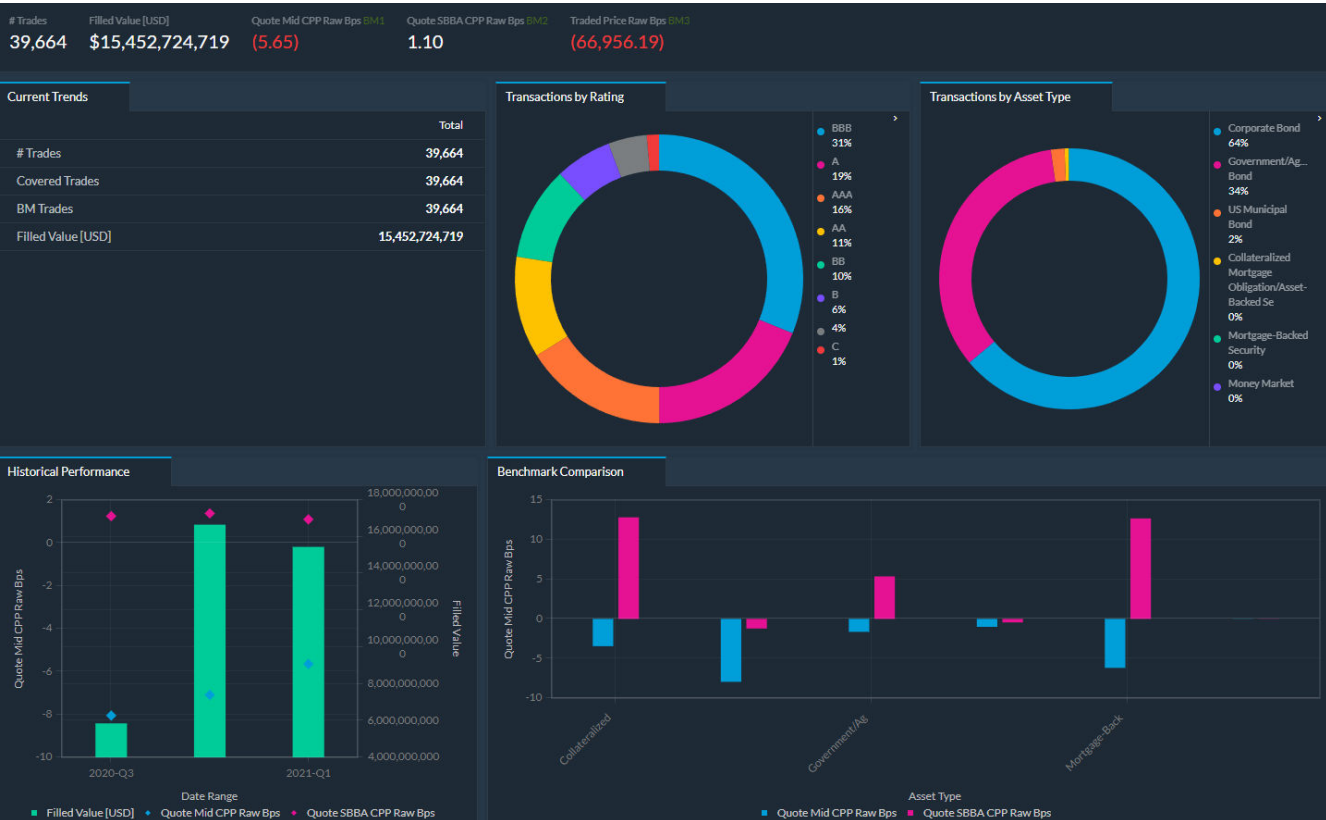 # Trades Filled Value [USD] Quote Mid CPP Raw Bps BM1 Quote SBBA CPP Raw Bps BM2 Traded Price Raw Bps BM3
39,664 $15,452,724,719 (5.65) 1.10 (66,956.19)
Current Trends
Total
# Trades 39,664
Covered Trades 39,664
BM Trades 39,664
Filled Value [USD] 15,452,724,719
Transactions by Rating
BBB
31%
A
19%
AAA
16%
AA
11%
BB
10%
B
6%
4%
C
1%
Transactions by Asset Type
Corporate Bond
64%
Government/Ag...
Bond
34%
US Municipal
Bond
2%
Collateralized
Mortgage
Obligation/Asset-
Backed Se
0%
Mortgage-Backed
Security
0%
Money Market
0%
Historical Performance
Quote Mid CPP Raw Bps
2
0
-2
-4
-6
-8
-10
18,000,000,00
0
16,000,000,00
0
14,000,000,00
0
12,000,000,00
0
10,000,000,00
0
8,000,000,000
6,000,000,000
4,000,000,000
Filled Value
2020-Q3 2021-Q1
Date Range
Filled Value [USD] Quote Mid CPP Raw Bps Quote SBBA CPP Raw Bps
Benchmark Comparison
Quote Mid CPP Raw Bps
15
10
5
0
-5
-10
Collateralized
Government/Ag
Mortgage-Back
Asset Type
Quote Mid CPP Raw Bps Quote SBBA CPP Raw Bps